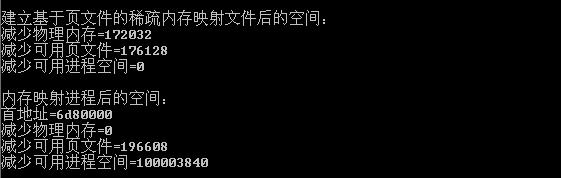 建立基于页文件的稀疏内存映射文件后的空间：
减少物理内存=172032
减少可用页文件=176128
减少可用进程空间=0
内存映射进程后的空间：
首地址=6d80000
减少物理内存=0
减少可用页文件=196608
减少可用进程空间=100003840